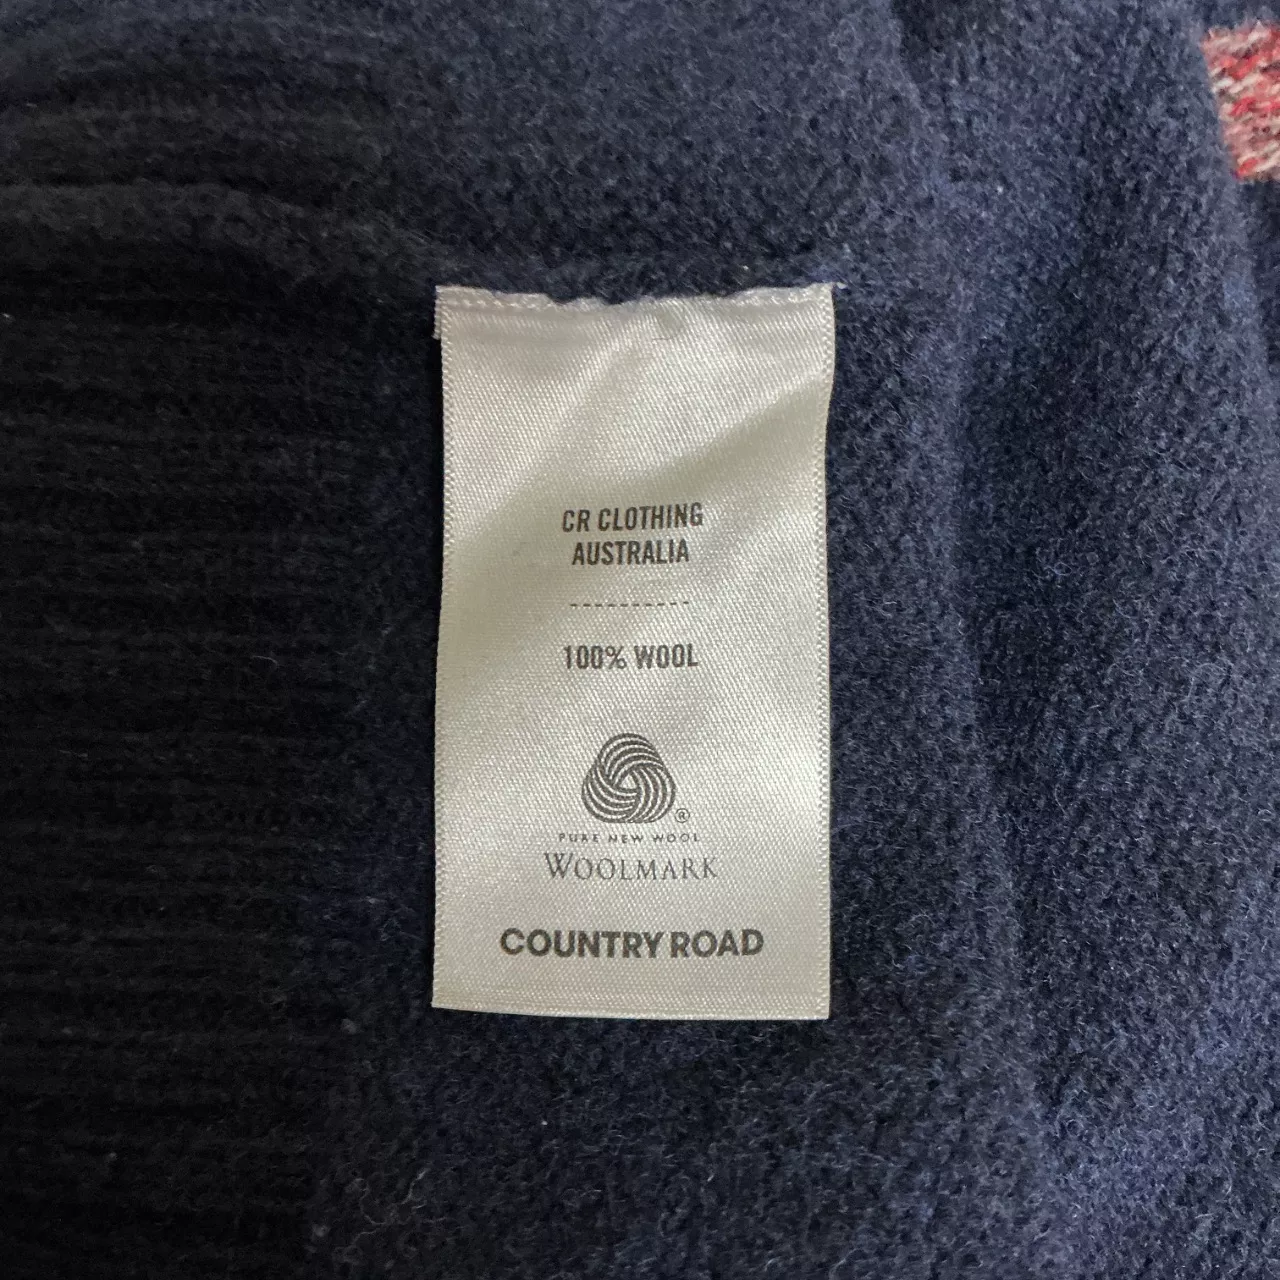 CR CLOTHING
AUSTRALIA
----------
100% WOOL
®
PURE NEW WOOL
WOOLMARK
COUNTRY ROAD